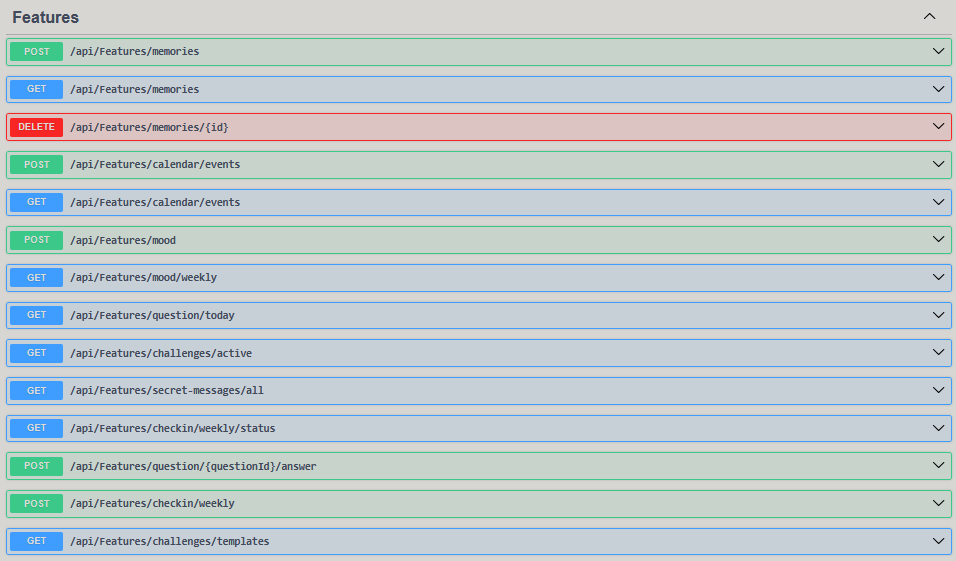 Features
POST /api/Features/memories
GET /api/Features/memories
DELETE /api/Features/memories/{id}
POST /api/Features/calendar/events
GET /api/Features/calendar/events
POST /api/Features/mood
GET /api/Features/mood/weekly
GET /api/Features/question/today
GET /api/Features/challenges/active
GET /api/Features/secret-messages/all
GET /api/Features/checkin/weekly/status
POST /api/Features/question/{questionId}/answer
POST /api/Features/checkin/weekly
GET /api/Features/challenges/templates